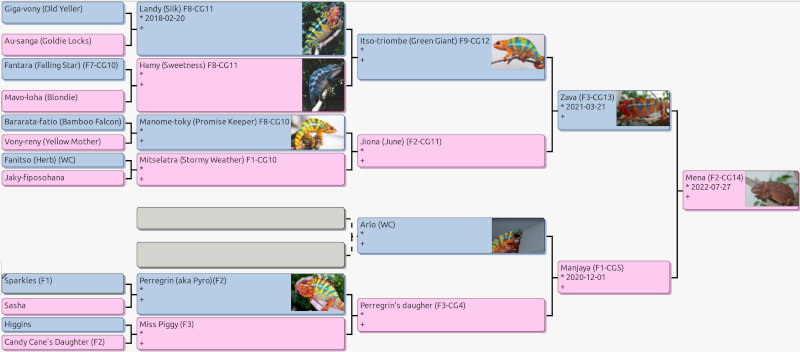 Giga-vony (Old Yeller)
Au-sanga (Goldie Locks)
Fantara (Falling Star) (F7-CG10)
Mavo-loha (Blondie)
Bararata-fatio (Bamboo Falcon)
Vony-reny (Yellow Mother)
Fanitso (Herb) (WC)
Jaky-fiposohana
Sparkles (F1)
Sasha
Higgins
Candy Cane's Daughter (F2)
Landy (Silk) F8-CG11
* 2018-02-20
+
Hamy (Sweetness) F8-CG11
*
+
Manome-toky (Promise Keeper) F8-CG10
*
+
Mitselatra (Stormy Weather) F1-CG10
*
+
Perregrin (aka Pyro)(F2)
*
+
Miss Piggy (F3)
*
+
Itso-triombe (Green Giant) F9-CG12
*
+
Jiona (June) (F2-CG11)
*
+
Arlo (WC)
*
+
Perregrin's daugher (F3-CG4)
*
+
Zava (F3-CG13)
* 2021-03-21
+
Manjaya (F1-CG5)
* 2020-12-01
+
Mena (F2-CG14)
* 2022-07-27
+